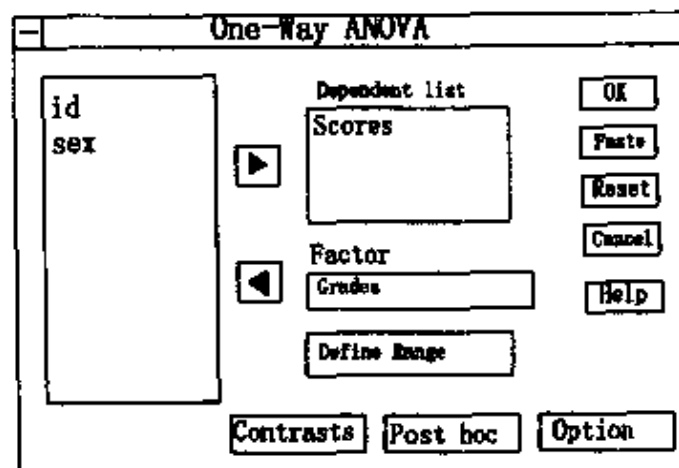 One-Way ANOVA
id
sex
Dependent list
Scores
Factor
Grades
Define Range
OK
Paste
Reset
Cancel
Help
Contrasts
Post hoc
Option